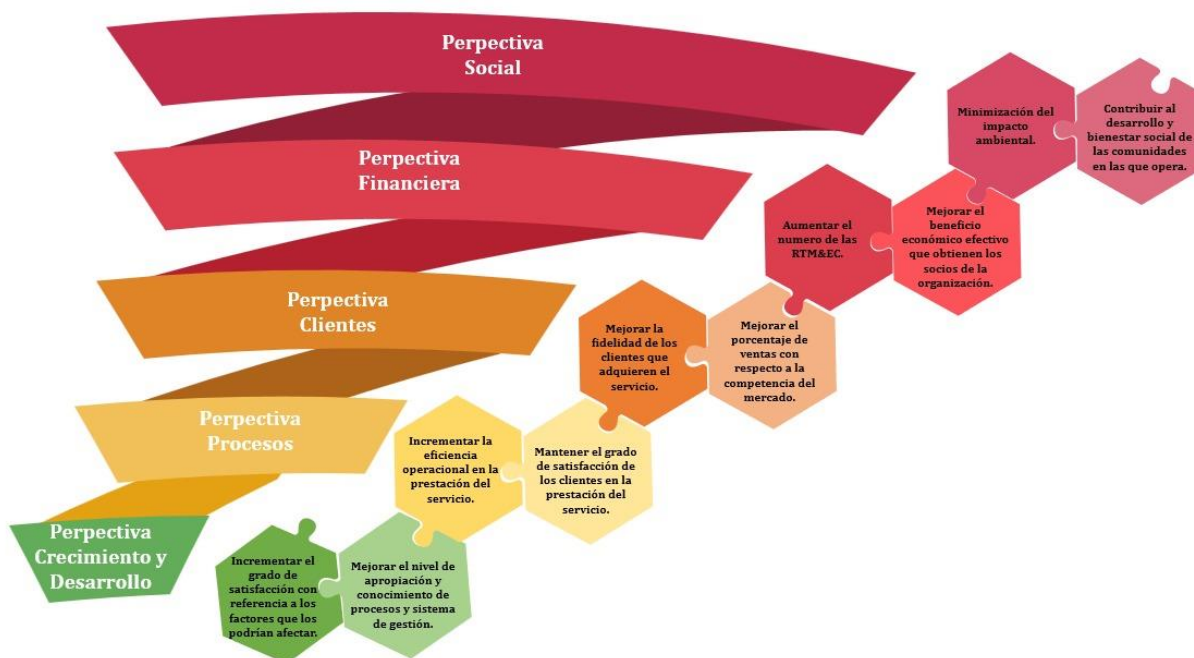 Perpectiva
Social
Minimización del
impacto
ambiental.
Contribuir al
desarrollo y
bienestar social de
las comunidades
en las que opera.
Perpectiva
Financiera
Aumentar el
numero de las
RTM&EC.
Mejorar el
beneficio
económico efectivo
que obtienen los
socios de la
organización.
Perpectiva
Clientes
Mejorar la
fidelidad de los
clientes que
adquieren el
servicio.
Mejorar el
porcentaje de
ventas con
respecto a la
competencia del
mercado.
Perpectiva
Procesos
Incrementar la
eficiencia
operacional en la
prestación del
servicio.
Mantener el grado
de satisfacción de
los clientes en la
prestación del
servicio.
Perpectiva
Crecimiento y
Desarrollo
Incrementar el
grado de
satisfacción con
referencia a los
factores que los
podrían afectar.
Mejorar el nivel de
apropiación y
conocimiento de
procesos y sistema
de gestión.